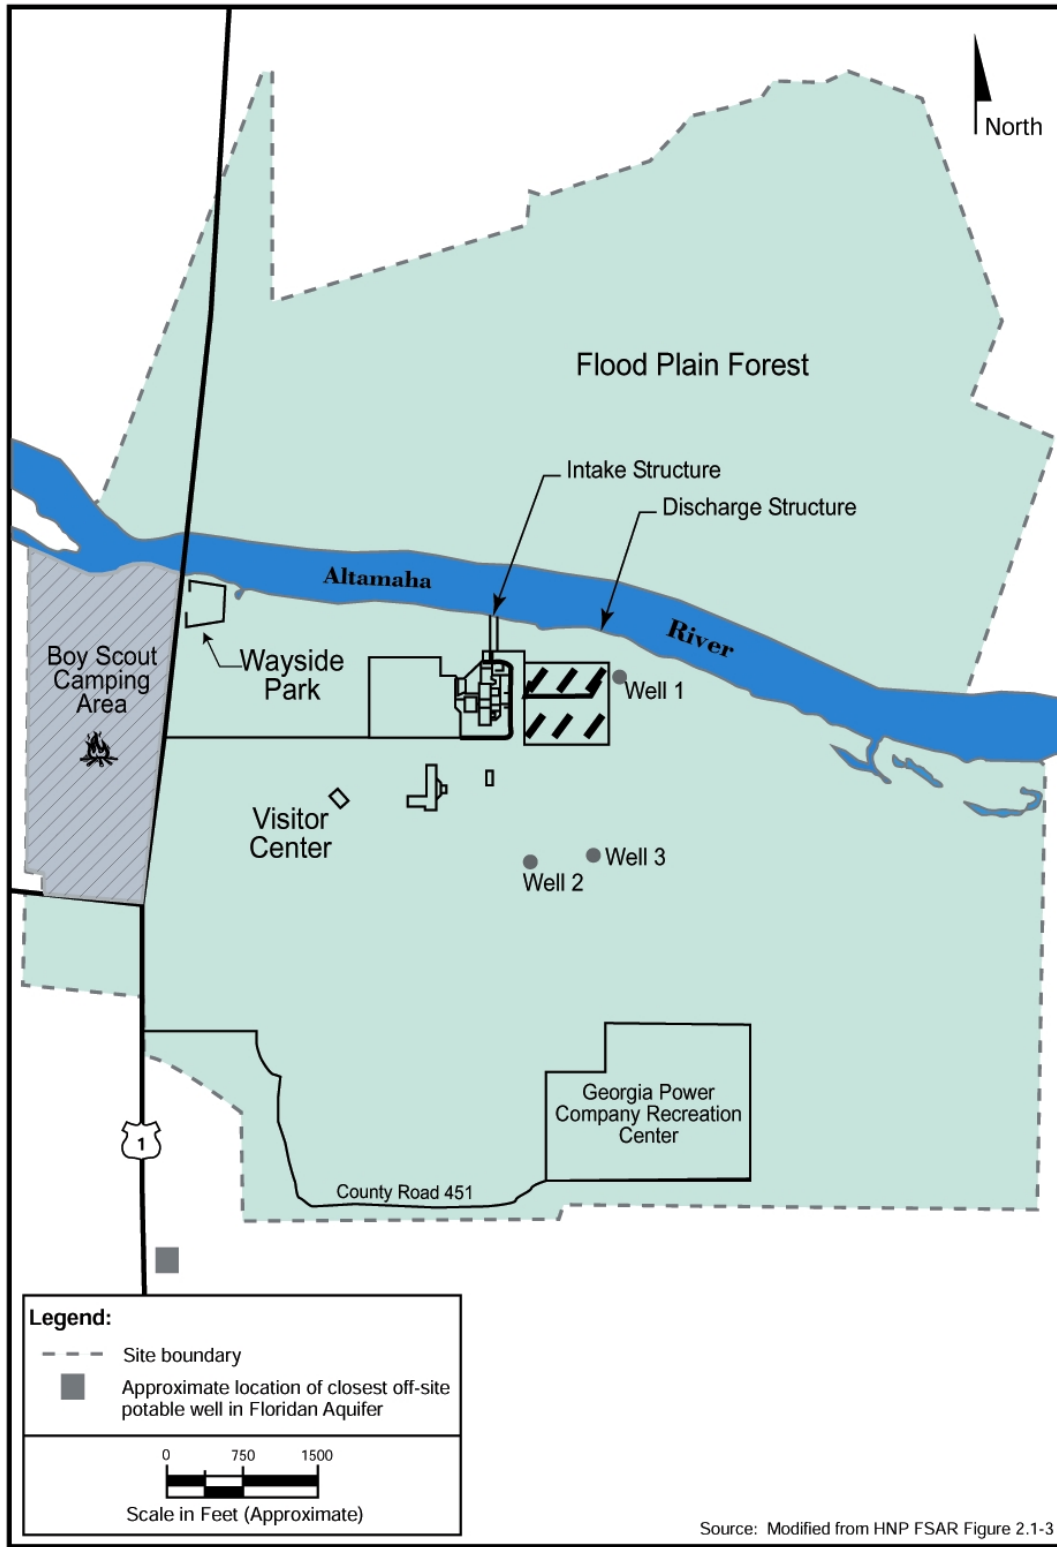 North
Flood Plain Forest
Intake Structure
Discharge Structure
Altamaha
River
Boy Scout
Camping
Area
Wayside
Park
Well 1
Visitor
Center
Well 3
Well 2
Georgia Power
Company Recreation
Center
1
County Road 451
Legend:
Site boundary
Approximate location of closest off-site
potable well in Floridan Aquifer
0 750 1500
Scale in Feet (Approximate)
Source: Modified from HNP FSAR Figure 2.1-3